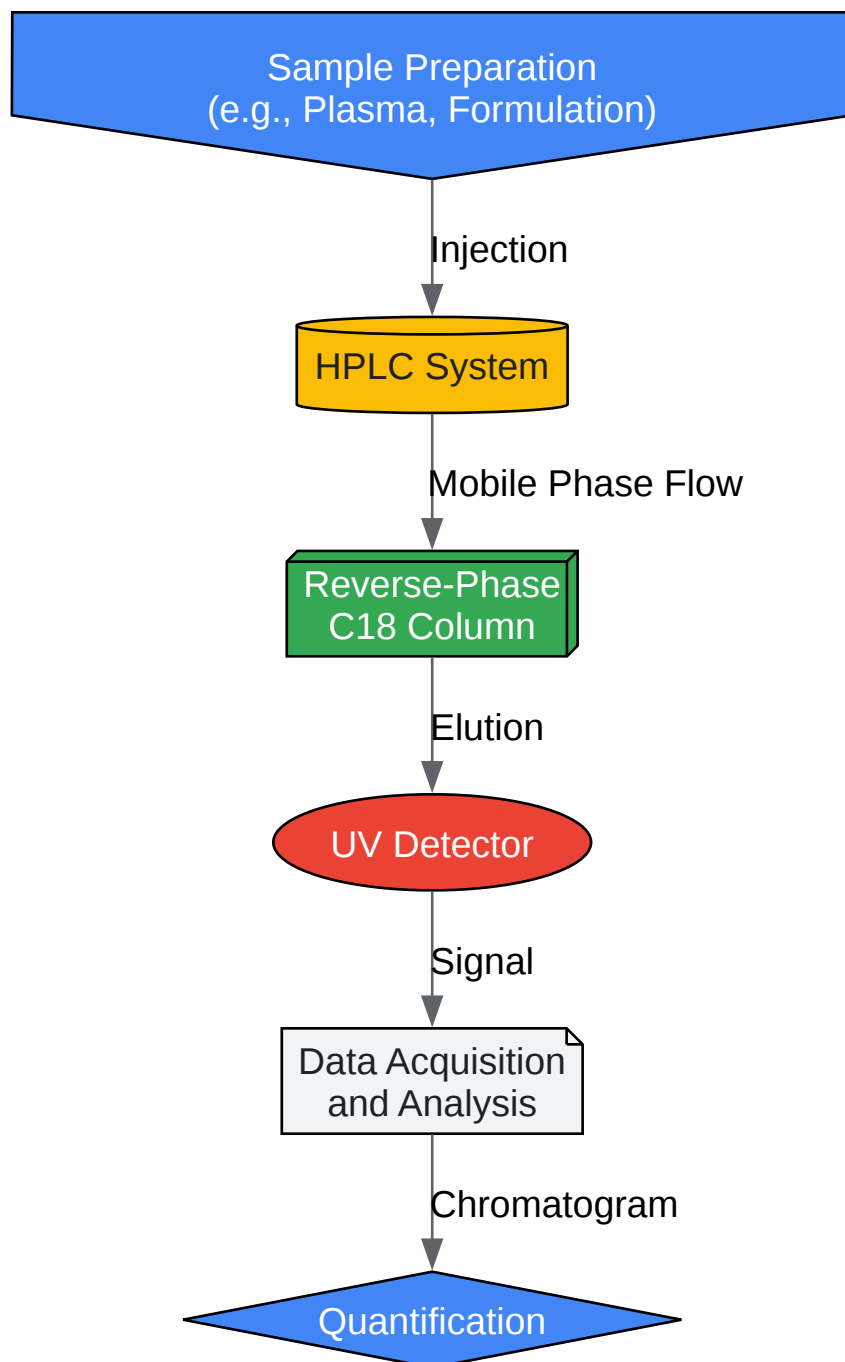 Sample Preparation
(e.g., Plasma, Formulation)
Injection
HPLC System
Mobile Phase Flow
Reverse-Phase
C18 Column
Elution
UV Detector
Signal
Data Acquisition
and Analysis
Chromatogram
Quantification